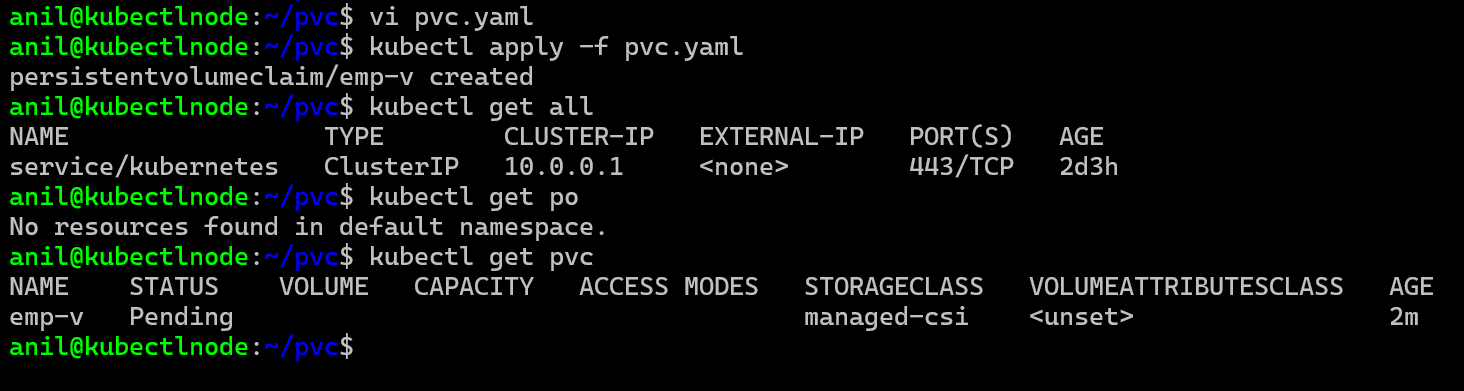 anil@kubectlnode:~/pvc$ vi pvc.yaml
anil@kubectlnode:~/pvc$ kubectl apply -f pvc.yaml
persistentvolumeclaim/emp-v created
anil@kubectlnode:~/pvc$ kubectl get all
NAME                 TYPE        CLUSTER-IP   EXTERNAL-IP   PORT(S)   AGE
service/kubernetes   ClusterIP   10.0.0.1     <none>        443/TCP   2d3h
anil@kubectlnode:~/pvc$ kubectl get po
No resources found in default namespace.
anil@kubectlnode:~/pvc$ kubectl get pvc
NAME    STATUS    VOLUME   CAPACITY   ACCESS MODES   STORAGECLASS   VOLUMEATTRIBUTESCLASS   AGE
emp-v   Pending                                      managed-csi    <unset>                 2m
anil@kubectlnode:~/pvc$